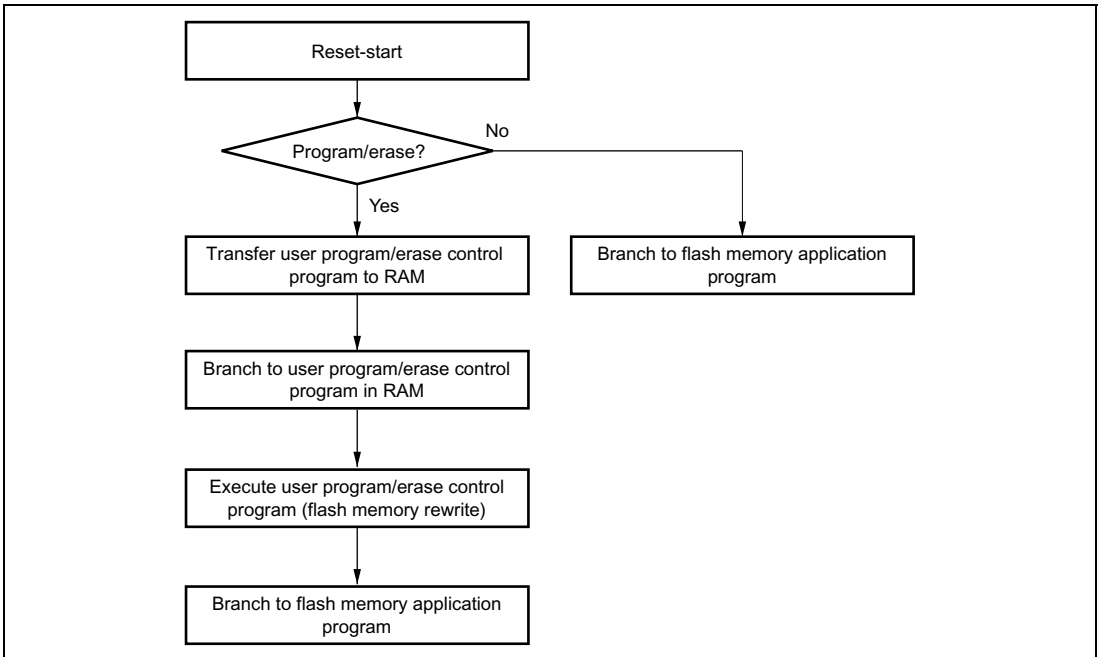 Reset-start
Program/erase?
No
Yes
Transfer user program/erase control
program to RAM
Branch to flash memory application
program
Branch to user program/erase control
program in RAM
Execute user program/erase control
program (flash memory rewrite)
Branch to flash memory application
program